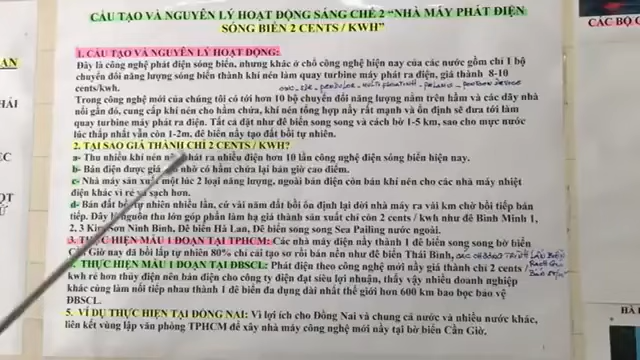 CẤU TẠO VÀ NGUYÊN LÝ HOẠT ĐỘNG SÁNG CHẾ 2 “NHÀ MÁY PHÁT ĐIỆN
SÓNG BIỂN 2 CENTS / KWH”
1. CẤU TẠO VÀ NGUYÊN LÝ HOẠT ĐỘNG:
Đây là công nghệ phát điện sóng biển, nhưng khác ở chỗ công nghệ hiện nay của các nước gồm chỉ 1 bộ
chuyển đổi năng lượng sóng biển thành khí nén làm quay turbine máy phát ra điện, giá thành 8-10
cents/kwh.
Trong công nghệ mới của chúng tôi có tới hơn 10 bộ chuyển đổi năng lượng nằm trên hầm và các dãy nhà
nối gần đó, cung cấp khí nén cho hầm chứa, khí nén tổng hợp này rất mạnh và ổn định sẽ đưa tới làm
quay turbine máy phát ra điện. Tất cả đặt như đê biển song song và cách bờ 1-5 km, sao cho mực nước
lúc thấp nhất vẫn còn 1-2m, đê biển nầy tạo đất bồi tự nhiên.
2. TẠI SAO GIÁ THÀNH CHỈ 2 CENTS / KWH?
a- Thu nhiều khí nén phát ra nhiều điện hơn 10 lần công nghệ điện sóng biển hiện nay.
b- Bán điện được giá nhờ có hầm chứa lại bán giờ cao điểm.
c- Nhà máy sản xuất một lúc 2 loại năng lượng, ngoài bán điện còn bán khí nén cho các nhà máy nhiệt
điện khác vì rẻ và sạch hơn.
d- Bán đất bồi tự nhiên nhiều lần, cứ vài năm đất bồi ổn định lại dời nhà máy ra vài km chờ bồi tiếp
bán. Đây là nguồn thu lớn góp phần làm hạ giá thành sản xuất chỉ còn 2 cents / kwh như đê Bình Minh 1,
2, 3 Kim Sơn Ninh Bình, Đê biển Hà Lan, Đê biển song song Sea Pailing nước ngoài.
3. THỰC HIỆN MẪU 1 ĐOẠN TẠI TPHCM: Các nhà máy điện nầy thành 1 đê biển song song bờ biển
Cần Giờ nay đã bồi lấp tự nhiên 80% chỉ cải tạo sơ rồi bán nền như đê biển Thái Bình,
4. THỰC HIỆN MẪU 1 ĐOẠN TẠI ĐBSCL: Phát điện theo công nghệ mới nầy giá thành chỉ 2 cents /
kwh rẻ hơn thủy điện nên bán điện cho công ty điện đạt siêu lợi nhuận, thấy vậy nhiều doanh nghiệp
khác cùng làm nối tiếp nhau thành 1 đê biển đa dụng dài nhất thế giới hơn 600 km bao bọc bảo vệ
ĐBSCL.
5. VÍ DỤ THỰC HIỆN TẠI ĐỒNG NAI: Vì lợi ích cho Đồng Nai và chung cả nước và nhiều nước khác,
liên kết vùng lập văn phòng TPHCM để xây nhà máy công nghệ mới nầy tại bờ biển Cần Giờ.
CÁC BỘ